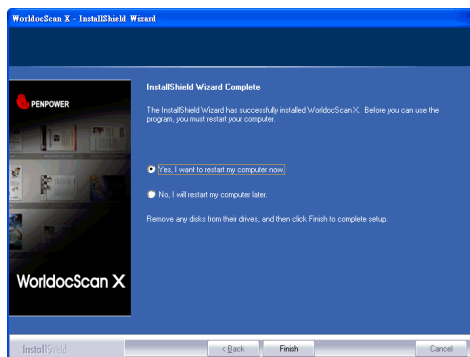 WorldocScan X - InstallShield Wizard
PENPOWER
WorldocScan X
InstallShield Wizard Complete
The InstallShield Wizard has successfully installed WorldocScan X. Before you can use the
program, you must restart your computer.
Yes, I want to restart my computer now.
No, I will restart my computer later.
Remove any disks from their drives, and then click Finish to complete setup.
InstallShield
< Back
Finish
Cancel